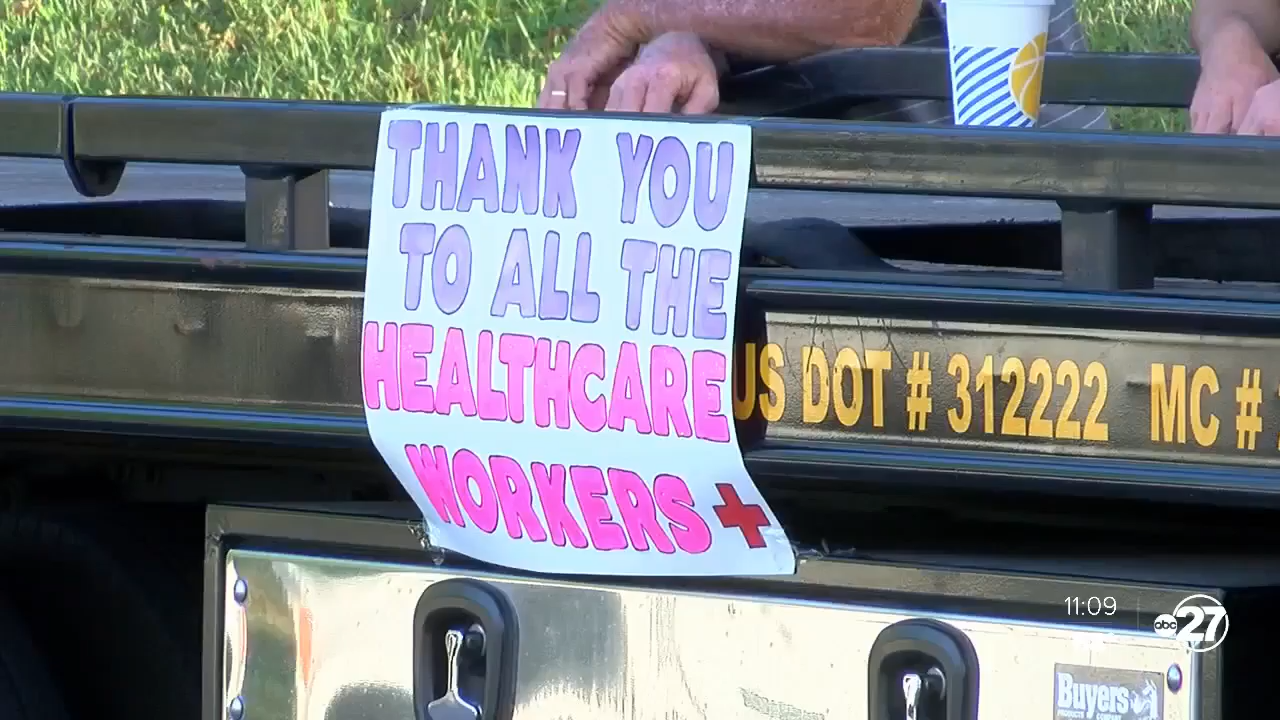 THANK YOU
TO ALL THE
HEALTHCARE
WORKERS
US DOT # 312222 MC #
11:09
abc 27
Buyers